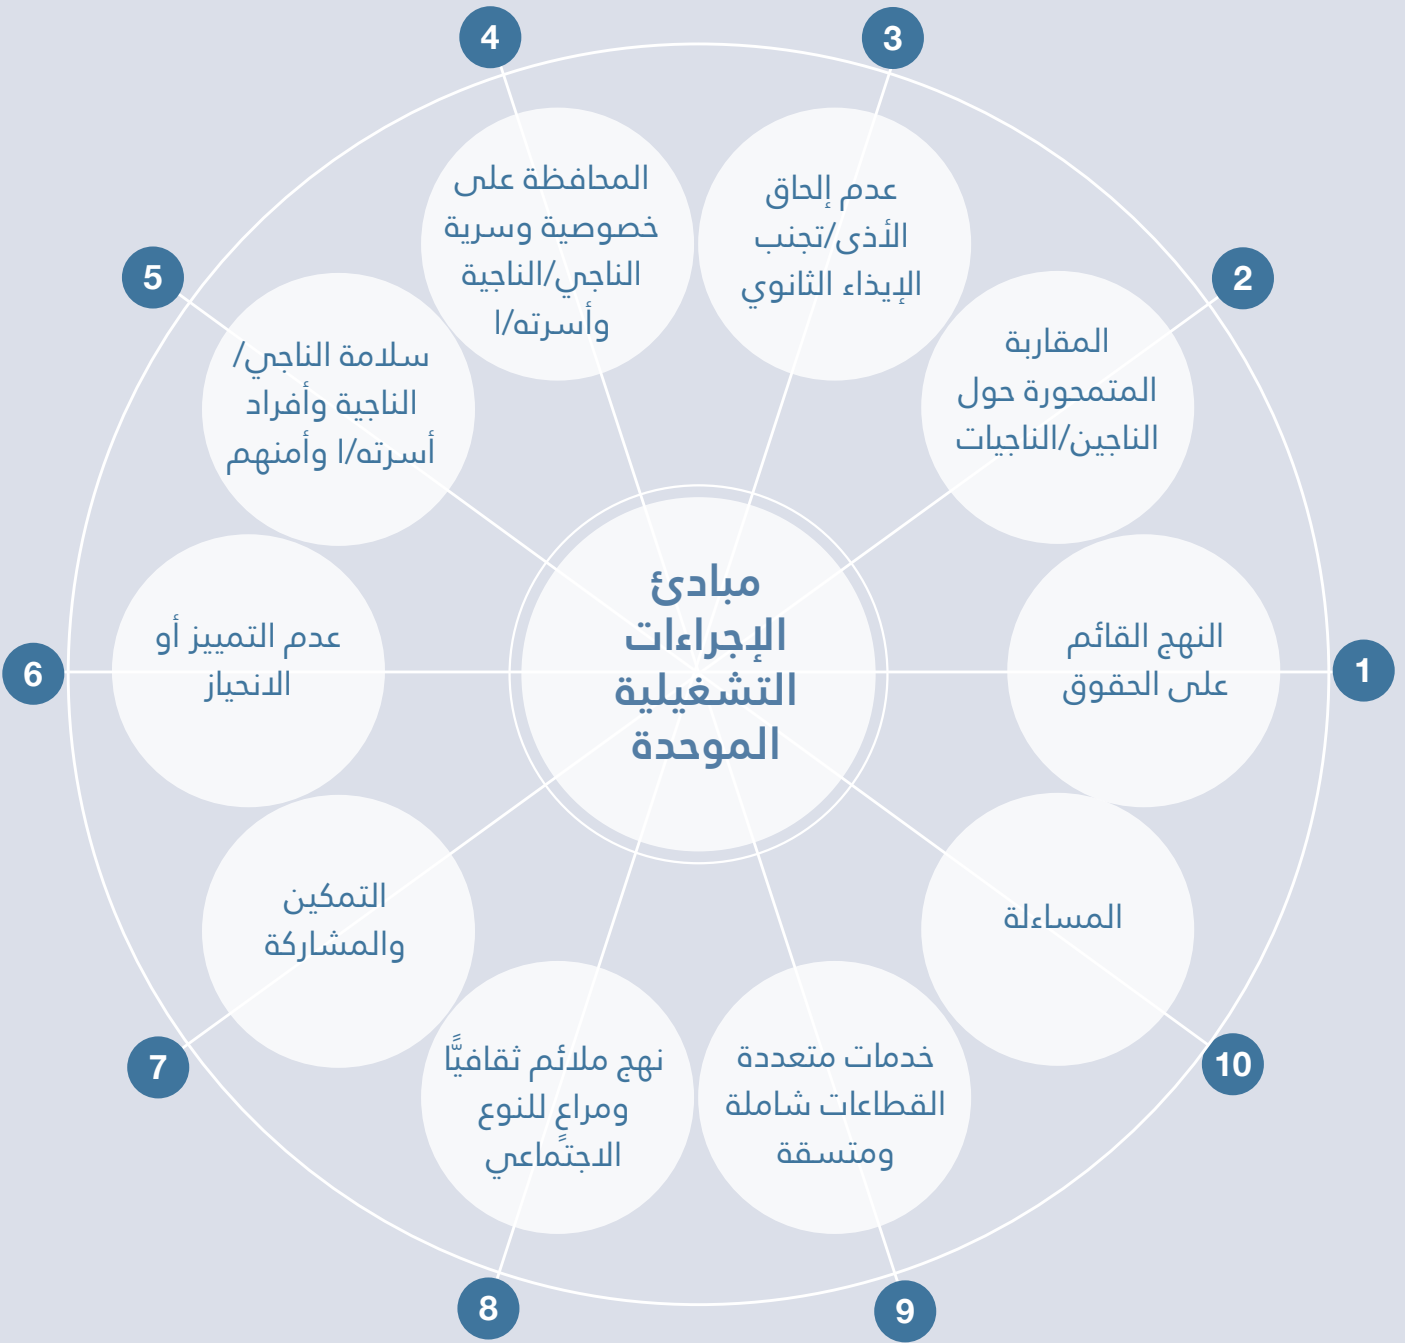 مبادئ
الإجراءات
التشغيلية
الموحدة
1
النهج القائم
على الحقوق
2
المقاربة
المتمحورة حول
الناجين/الناجيات
3
عدم إلحاق
الأذى/تجنب
الإيذاء الثانوي
4
المحافظة على
خصوصية وسرية
الناجي/الناجية
وأسرته/ا
5
سلامة الناجي/
الناجية وأفراد
أسرته/ا وأمنهم
6
عدم التمييز أو
الانحياز
7
التمكين
والمشاركة
8
نهج ملائم ثقافيًّا
ومراعٍ للنوع
الاجتماعي
9
خدمات متعددة
القطاعات شاملة
ومتسقة
10
المساءلة